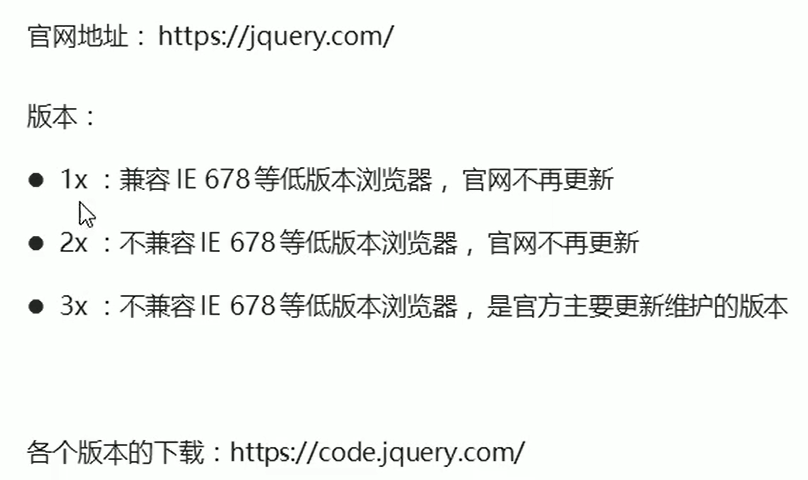 官网地址： https://jquery.com/
版本：
● 1x ：兼容 IE 678 等低版本浏览器， 官网不再更新
● 2x ：不兼容 IE 678 等低版本浏览器， 官网不再更新
● 3x ：不兼容 IE 678 等低版本浏览器， 是官方主要更新维护的版本
各个版本的下载：https://code.jquery.com/